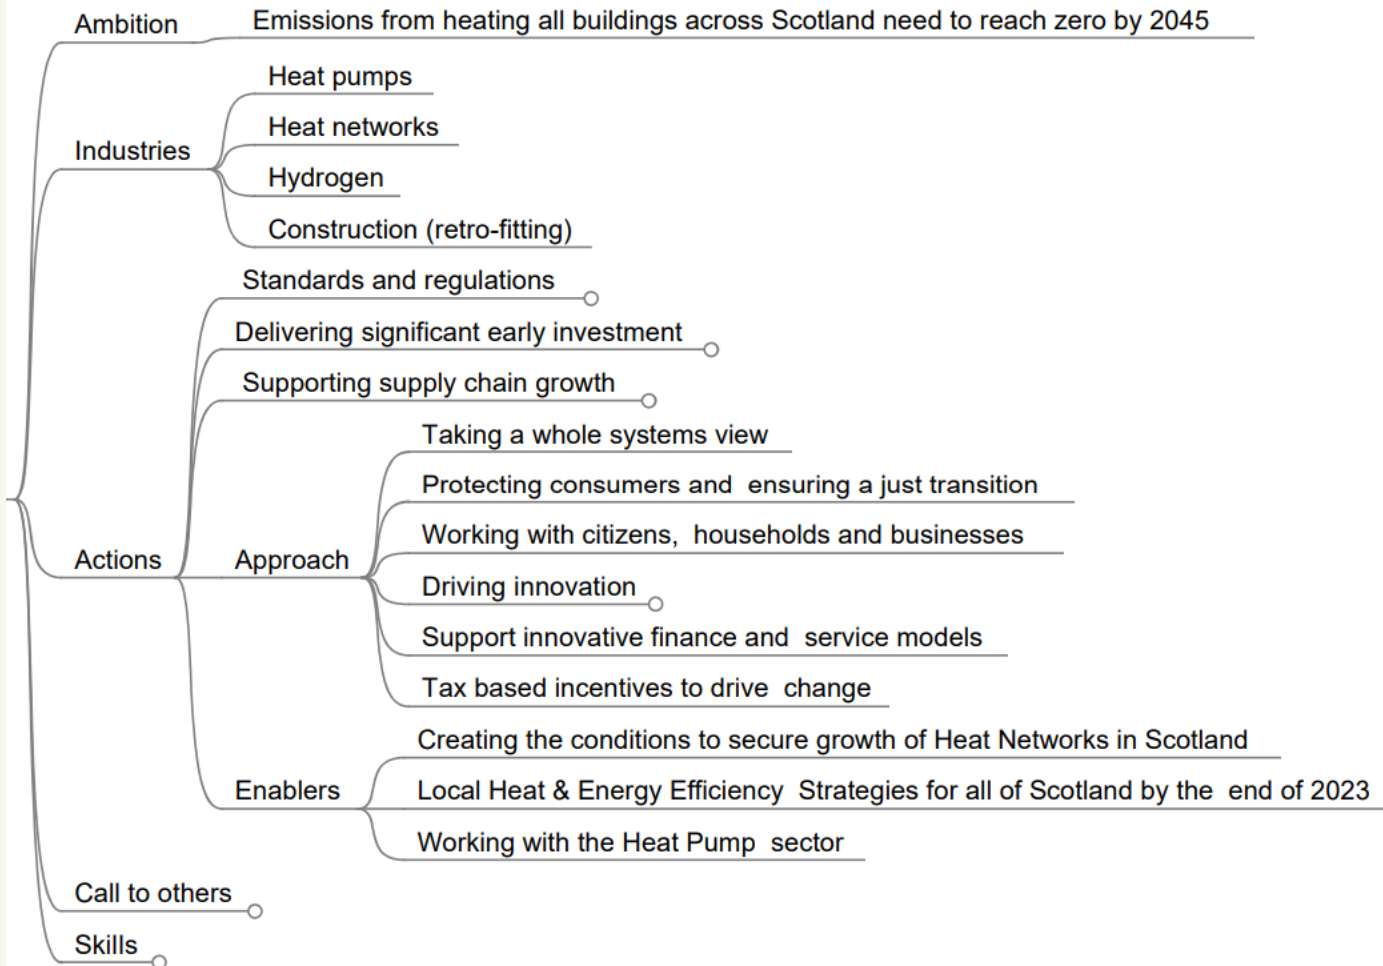 Ambition
Emissions from heating all buildings across Scotland need to reach zero by 2045
Industries
Heat pumps
Heat networks
Hydrogen
Construction (retro-fitting)
Actions
Standards and regulations
Delivering significant early investment
Supporting supply chain growth
Approach
Taking a whole systems view
Protecting consumers and ensuring a just transition
Working with citizens, households and businesses
Driving innovation
Support innovative finance and service models
Tax based incentives to drive change
Enablers
Creating the conditions to secure growth of Heat Networks in Scotland
Local Heat & Energy Efficiency Strategies for all of Scotland by the end of 2023
Working with the Heat Pump sector
Call to others
Skills